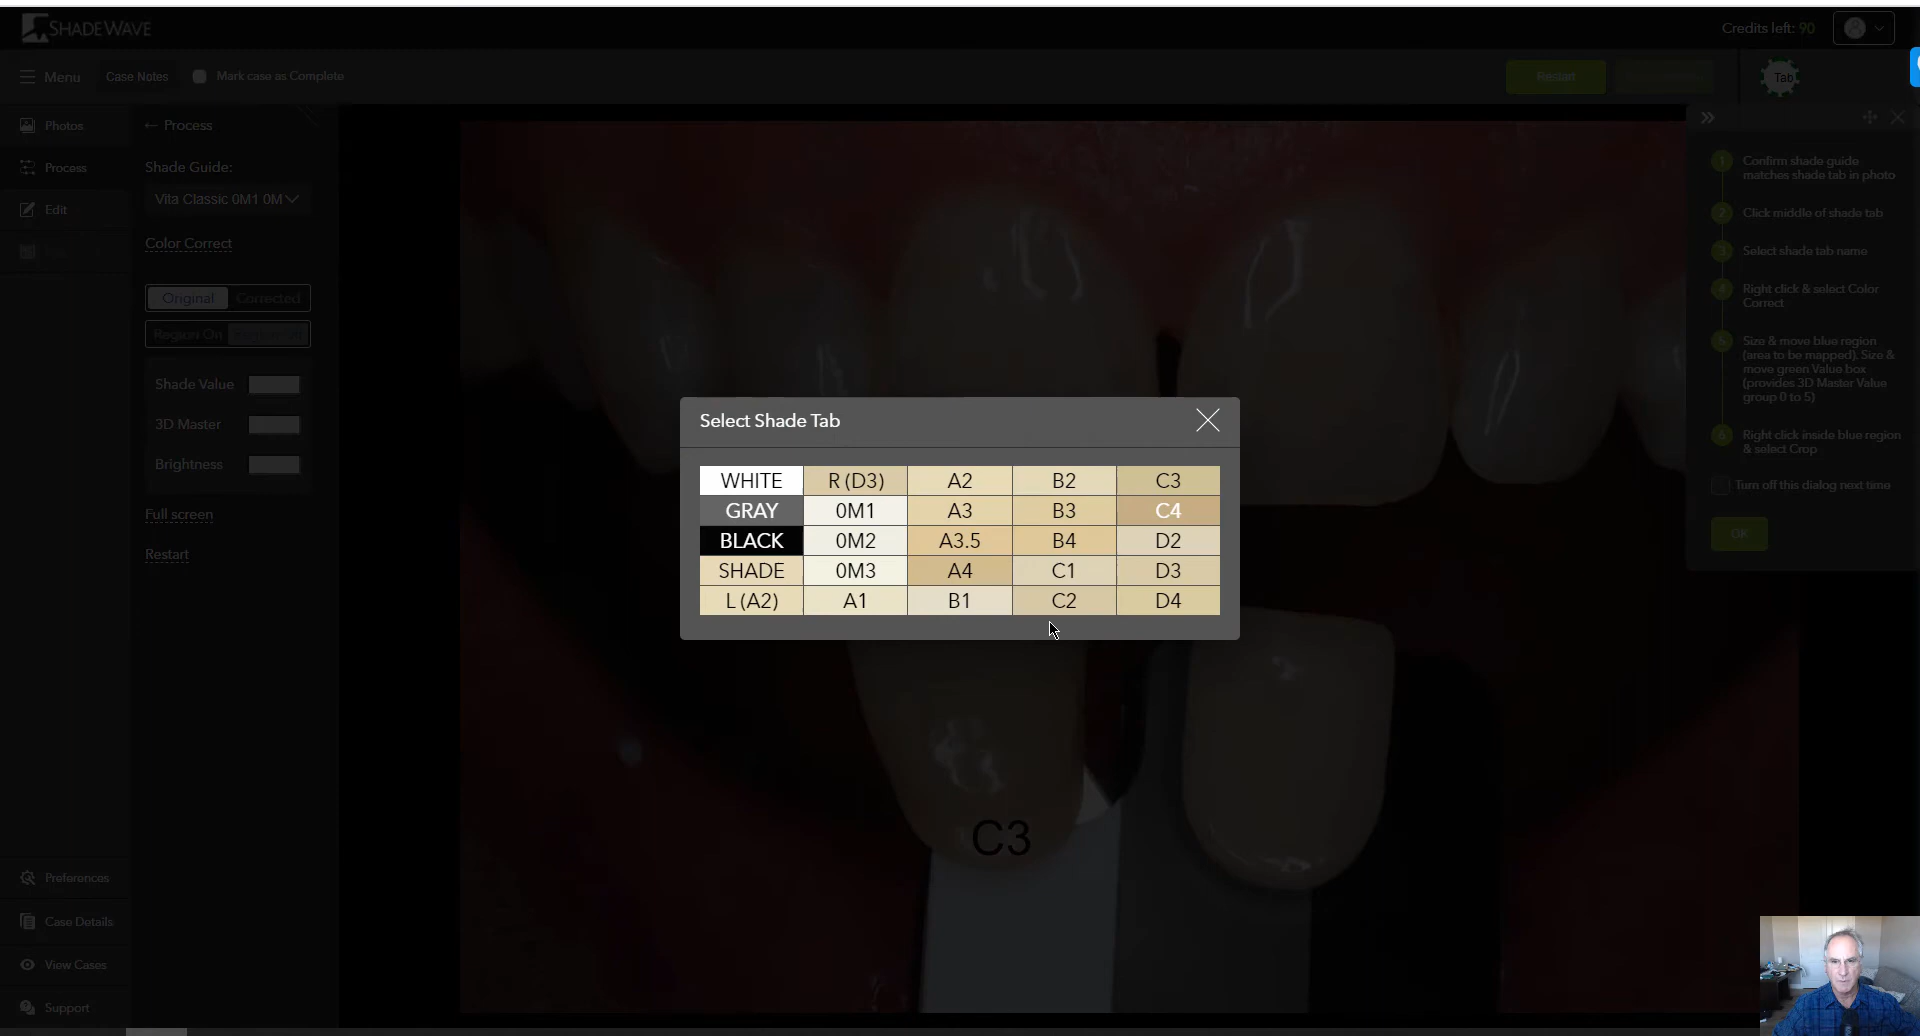 SHADEWAVE
Credits left: 90
Menu
Case Notes
Mark case as Complete
Restart
Tab
Photos
Process
Edit
← Process
Shade Guide:
Vita Classic 0M1 0M
Color Correct
Original
Corrected
Region On
Shade Value
3D Master
Brightness
Full screen
Restart
Select Shade Tab
WHITE R (D3) A2 B2 C3
GRAY 0M1 A3 B3 C4
BLACK 0M2 A3.5 B4 D2
SHADE 0M3 A4 C1 D3
L (A2) A1 B1 C2 D4
C3
1 Confirm shade guide
matches shade tab in photo
2 Click middle of shade tab
3 Select shade tab name
4 Right click & select Color
Correct
5 Size & move blue region
(area to be mapped). Size &
move green Value box
(provides 3D Master Value
group 0 to 5)
6 Right click inside blue region
& select Crop
Turn off this dialog next time
OK
Preferences
Case Details
View Cases
Support